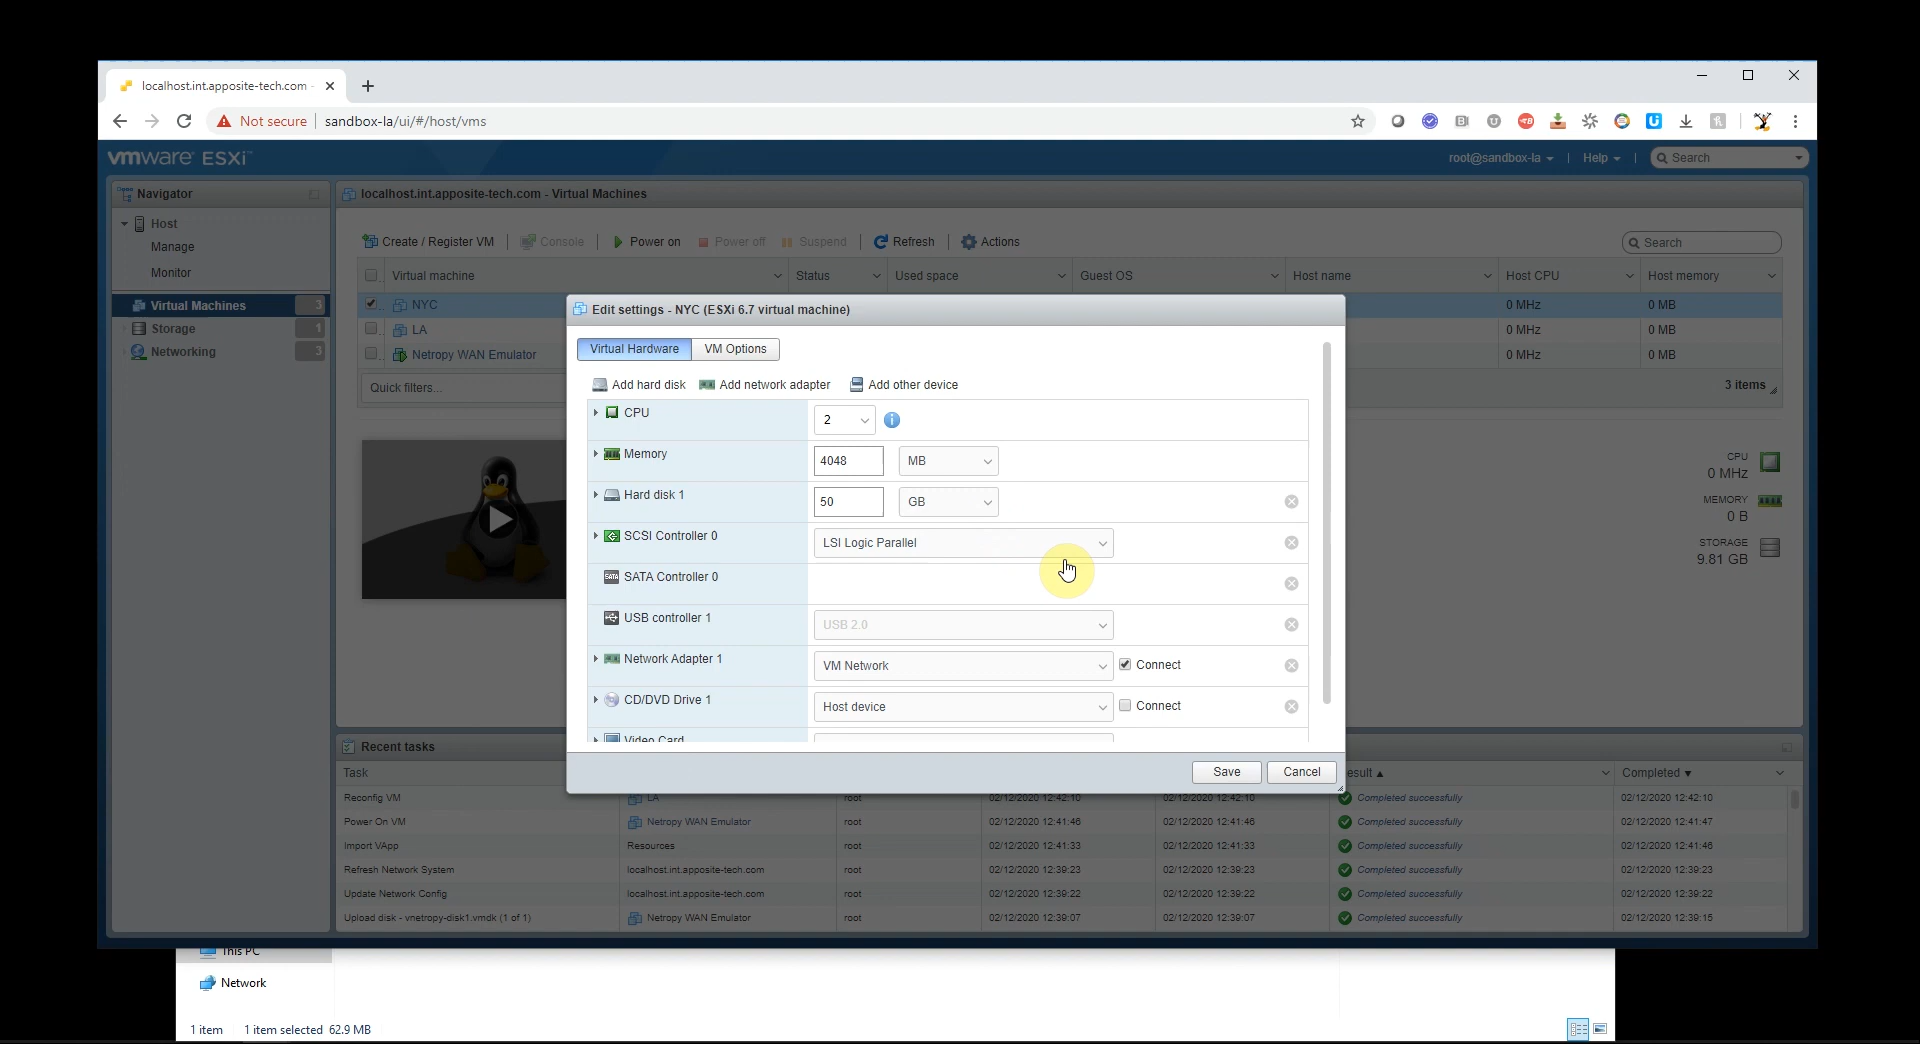 localhost.int.apposite-tech.com -
Not secure
sandbox-la/ui/#/host/vms
vmware ESXi™
root@sandbox-la
Help
Search
Navigator
localhost.int.apposite-tech.com - Virtual Machines
Host
Manage
Monitor
Virtual Machines 3
Storage 1
Networking 3
Create / Register VM
Console
Power on
Power off
Suspend
Refresh
Actions
Search
Virtual machine Status Used space Guest OS Host name Host CPU Host memory
NYC 0 MHz 0 MB
LA 0 MHz 0 MB
Netropy WAN Emulator 0 MHz 0 MB
Quick filters...
3 items
CPU
0 MHz
MEMORY
0 B
STORAGE
9.81 GB
Edit settings - NYC (ESXi 6.7 virtual machine)
Virtual Hardware VM Options
Add hard disk Add network adapter Add other device
CPU 2
Memory 4048 MB
Hard disk 1 50 GB
SCSI Controller 0 LSI Logic Parallel
SATA Controller 0
USB controller 1 USB 2.0
Network Adapter 1 VM Network Connect
CD/DVD Drive 1 Host device Connect
Video Card
Save Cancel
Recent tasks
Task Completed
Reconfig VM LA root 02/12/2020 12:42:10 02/12/2020 12:42:10 Completed successfully 02/12/2020 12:42:10
Power On VM Netropy WAN Emulator root 02/12/2020 12:41:46 02/12/2020 12:41:46 Completed successfully 02/12/2020 12:41:47
Import VApp Resources root 02/12/2020 12:41:33 02/12/2020 12:41:33 Completed successfully 02/12/2020 12:41:46
Refresh Network System localhost.int.apposite-tech.com root 02/12/2020 12:39:23 02/12/2020 12:39:23 Completed successfully 02/12/2020 12:39:23
Update Network Config localhost.int.apposite-tech.com root 02/12/2020 12:39:22 02/12/2020 12:39:22 Completed successfully 02/12/2020 12:39:22
Upload disk - vnetropy-disk1.vmdk (1 of 1) Netropy WAN Emulator root 02/12/2020 12:39:07 02/12/2020 12:39:07 Completed successfully 02/12/2020 12:39:15
This PC
Network
1 item 1 item selected 62.9 MB